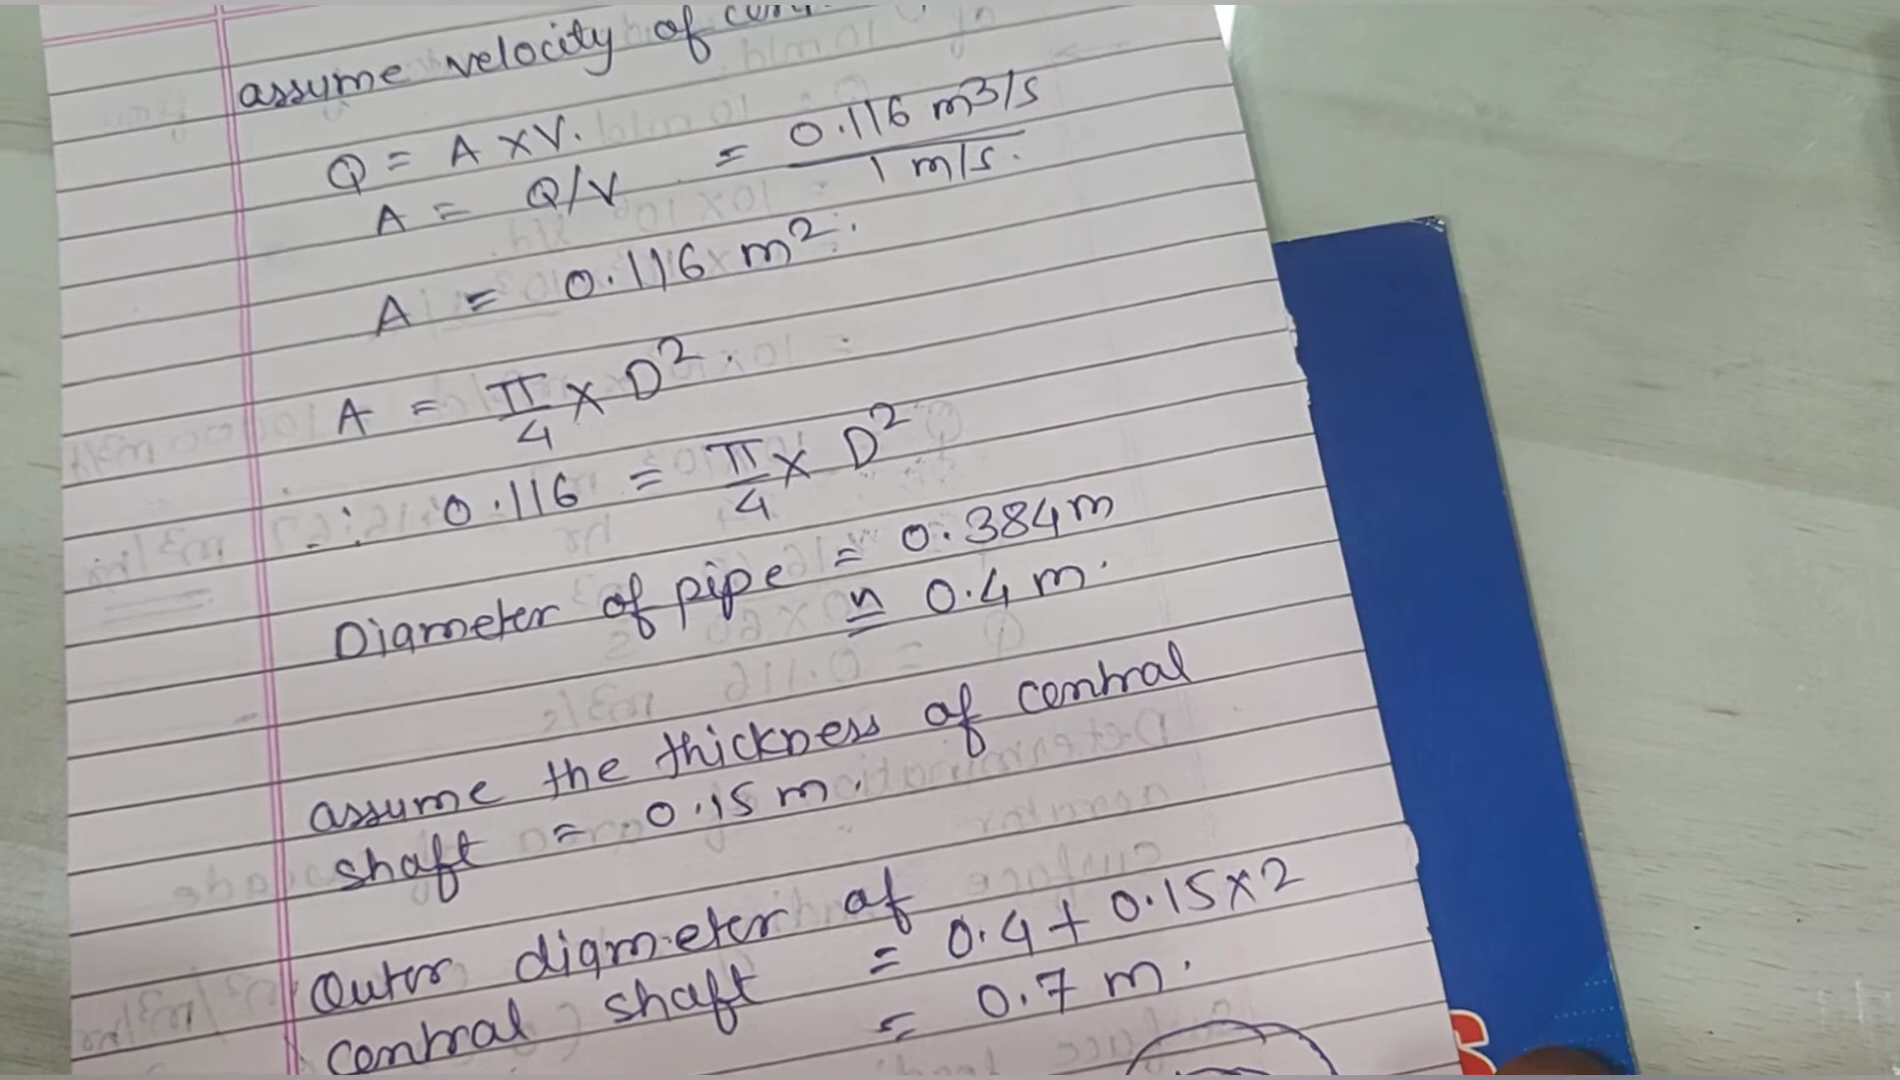 assume velocity of
Q = A x V.
A = Q/V = 0.116 m3/s / 1 m/s.
A = 0.116 m².
A = π/4 x D².
∴ 0.116 = π/4 x D²
Diameter of pipe = 0.384 m
≈ 0.4 m.
assume the thickness of central
shaft = 0.15 m.
Outer diameter of
central shaft = 0.4 + 0.15 x 2
= 0.7 m.